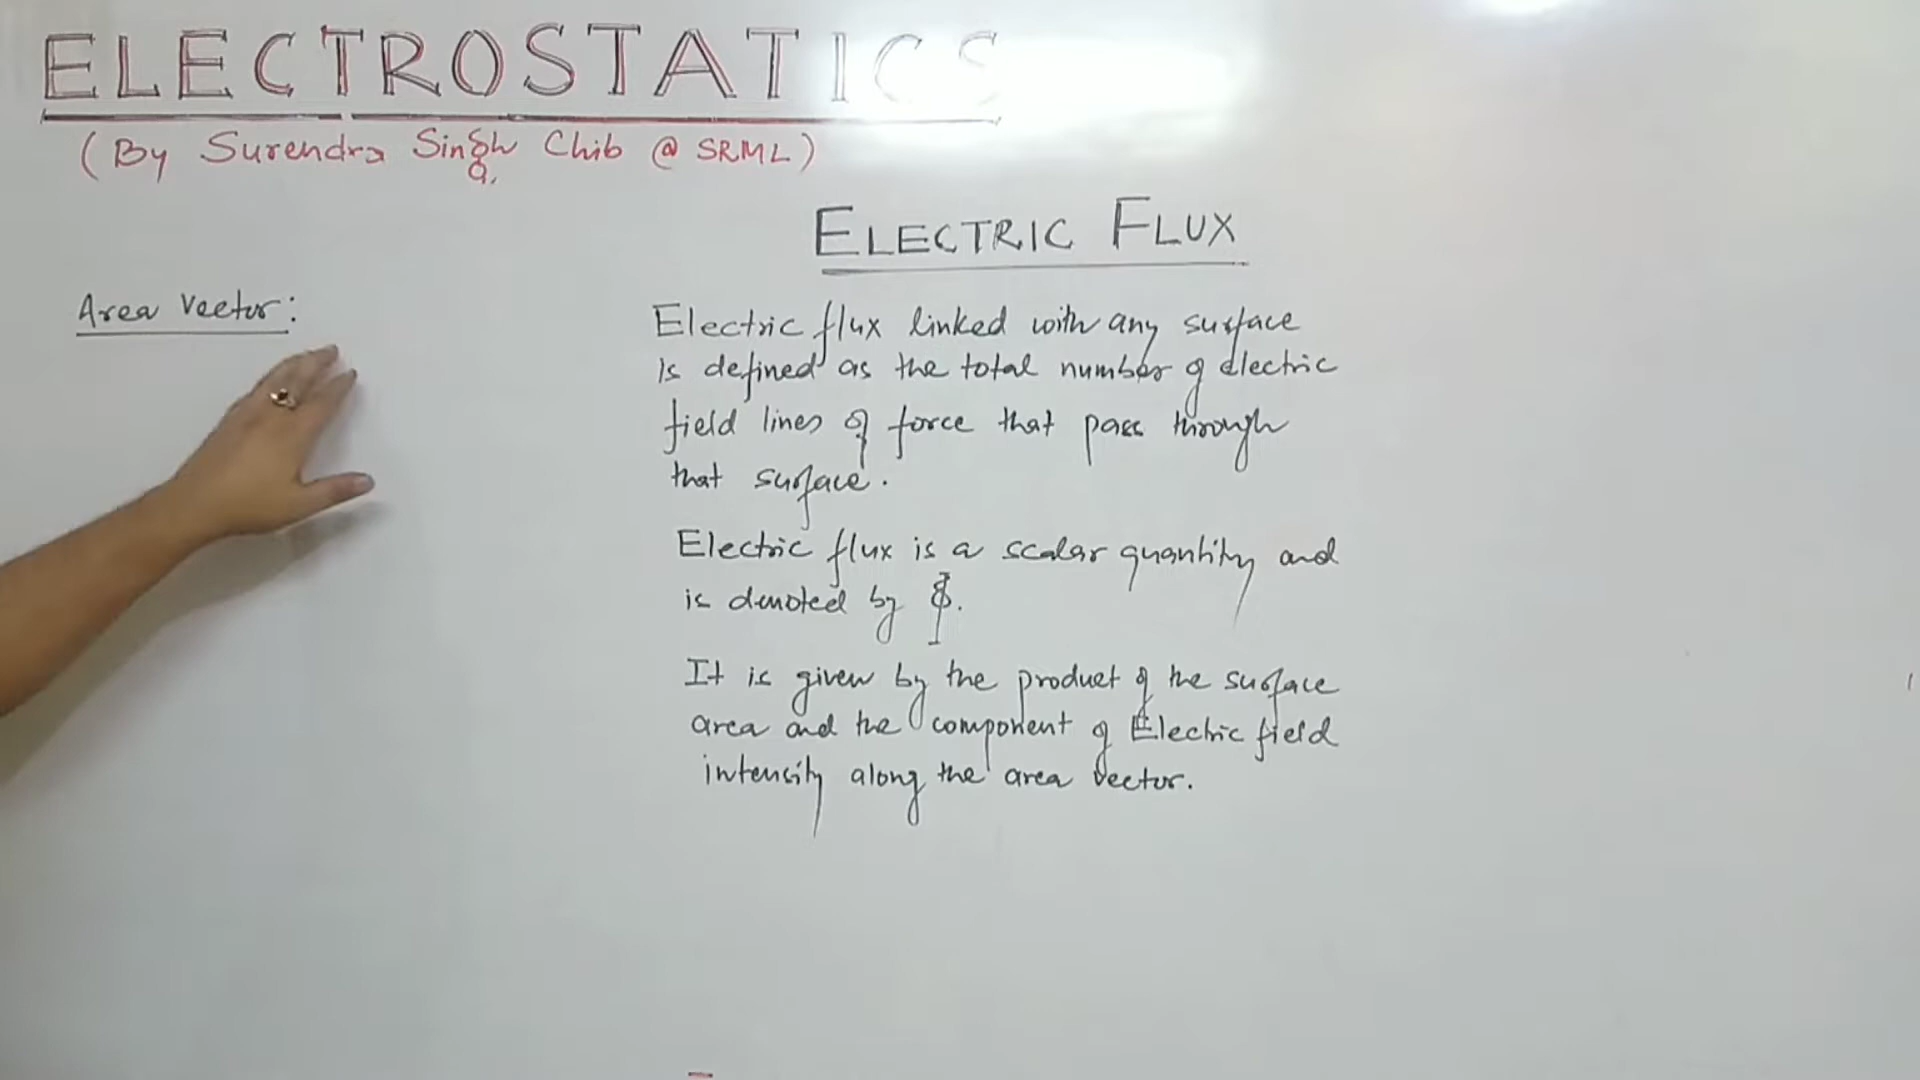 ELECTROSTATICS
(By Surendra Singh Chib @ SRML)
ELECTRIC FLUX
Area Vector:
Electric flux linked with any surface
is defined as the total number of electric
field lines of force that pass through
that surface.
Electric flux is a scalar quantity and
is denoted by ϕ.
It is given by the product of the surface
area and the component of Electric field
intensity along the area vector.